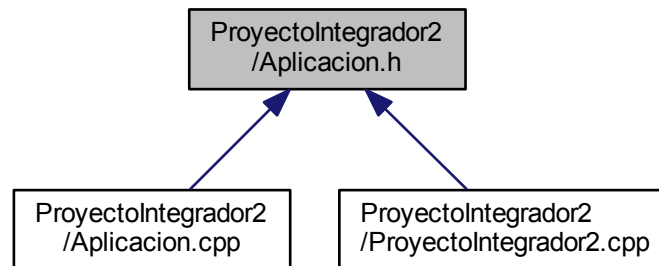 ProyectoIntegrador2
/Aplicacion.h
ProyectoIntegrador2
/Aplicacion.cpp
ProyectoIntegrador2
/ProyectoIntegrador2.cpp